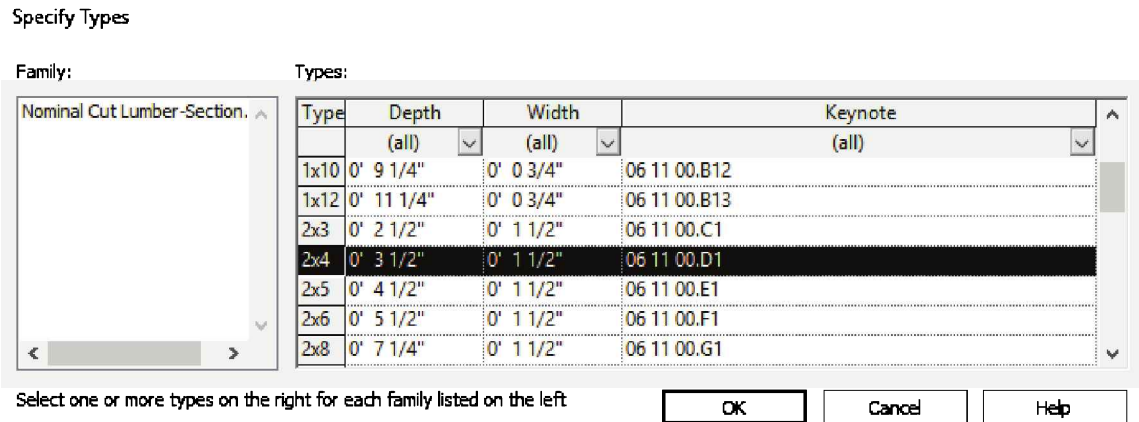 Specify Types
Family: Types:
Nominal Cut Lumber-Section.
Type Depth Width Keynote
(all) (all) (all)
1x10 0' 9 1/4" 0' 0 3/4" 06 11 00.B12
1x12 0' 11 1/4" 0' 0 3/4" 06 11 00.B13
2x3 0' 2 1/2" 0' 1 1/2" 06 11 00.C1
2x4 0' 3 1/2" 0' 1 1/2" 06 11 00.D1
2x5 0' 4 1/2" 0' 1 1/2" 06 11 00.E1
2x6 0' 5 1/2" 0' 1 1/2" 06 11 00.F1
2x8 0' 7 1/4" 0' 1 1/2" 06 11 00.G1
Select one or more types on the right for each family listed on the left
OK Cancel Help